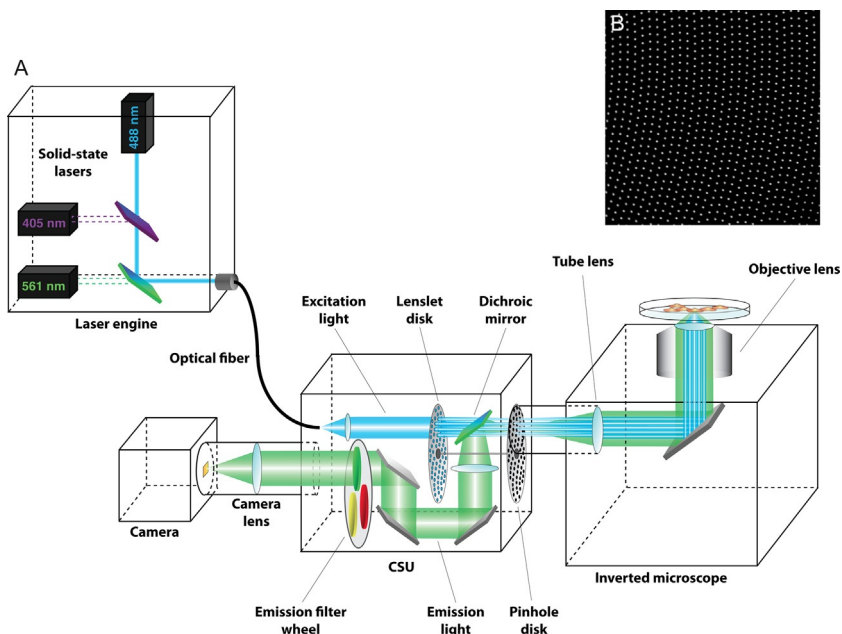 A
B
488 nm
Solid-state
lasers
405 nm
561 nm
Laser engine
Optical fiber
Excitation
light
Lenslet
disk
Dichroic
mirror
Tube lens
Objective lens
Camera
Camera
lens
CSU
Inverted microscope
Emission filter
wheel
Emission
light
Pinhole
disk